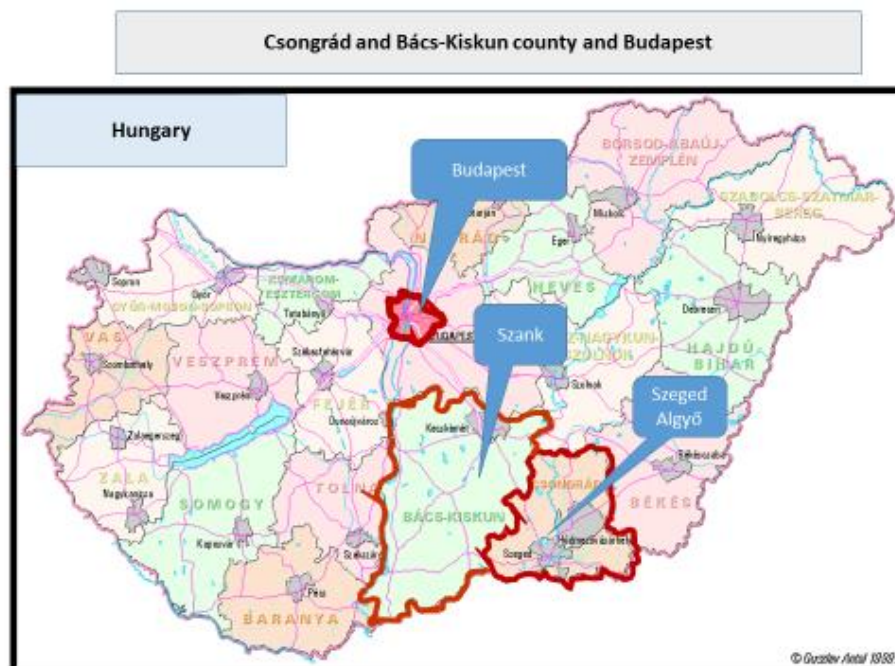 Csongrád and Bács-Kiskun county and Budapest
Hungary
BORSOD-ABAÚJ-
ZEMPLÉN
Budapest
SZABOLCS-SZATMÁR-
BEREG
Miskolc
Nyíregyháza
Eger
Sopron
Győr
KOMÁROM-
ESZTERGOM
GYŐR-MOSON-SOPRON
Tatabánya
HEVES
Debrecen
VAS
Szombathely
VESZPRÉM
Veszprém
Székesfehérvár
Szank
HAJDÚ
BIHAR
FEJÉR
Szolnok
Szeged
Algyő
Dunaújváros
Kecskemét
Zalaegerszeg
ZALA
Nagykanizsa
SOMOGY
TOLNA
BÁCS-KISKUN
CSONGRÁD
Békéscsaba
BÉKÉS
Kaposvár
Szekszárd
Szeged
Hódmezővásárhely
Pécs
BARANYA